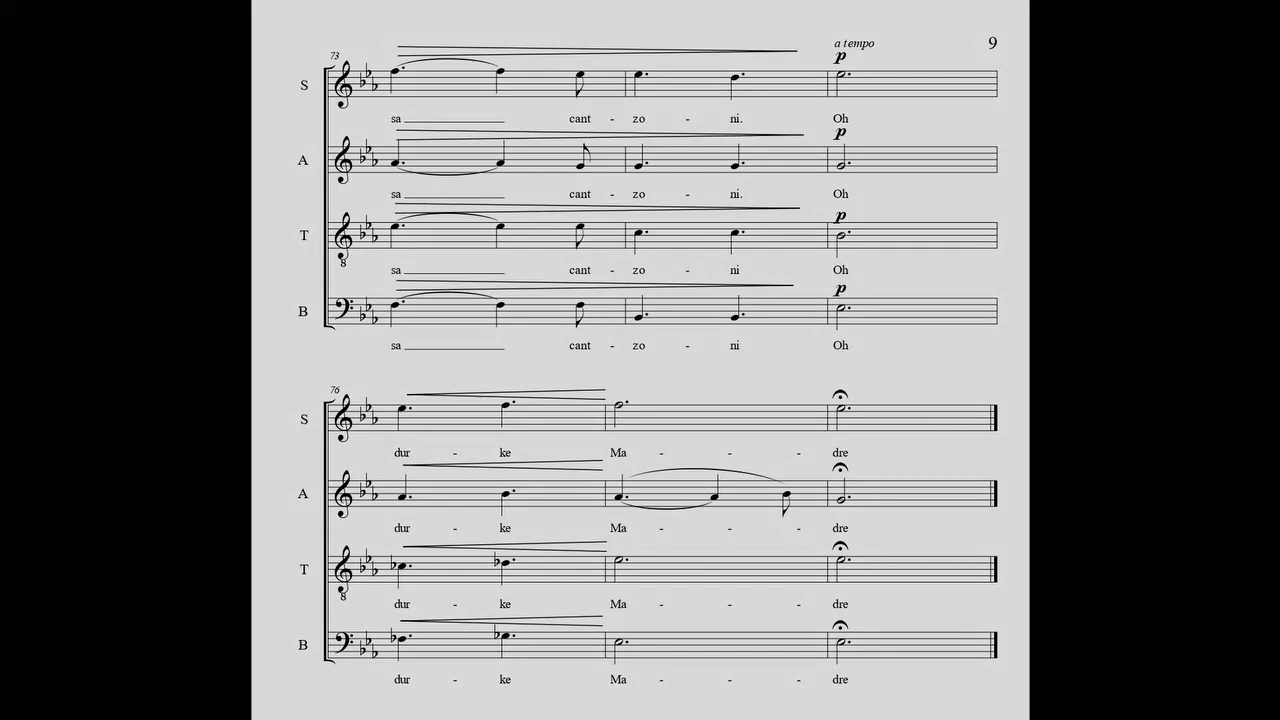 a tempo
9
73
p
S
sa cant - zo - ni. Oh
p
A
sa cant - zo - ni. Oh
p
T
8
sa cant - zo - ni Oh
p
B
sa cant - zo - ni Oh
76
S
dur - ke Ma - - - dre
A
dur - ke Ma - - - dre
T
8
dur - ke Ma - - - dre
B
dur - ke Ma - - - dre